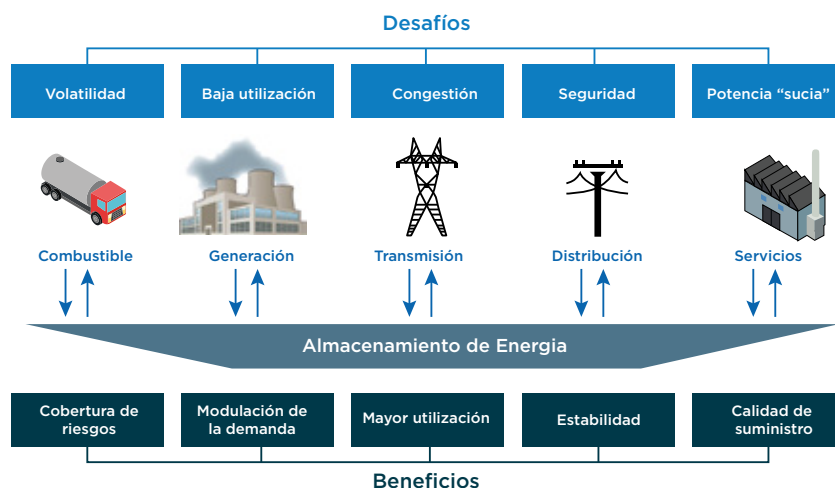 Desafíos
Volatilidad
Baja utilización
Congestión
Seguridad
Potencia “sucia”
Combustible
Generación
Transmisión
Distribución
Servicios
Almacenamiento de Energia
Cobertura de
riesgos
Modulación de
la demanda
Mayor utilización
Estabilidad
Calidad de
suministro
Beneficios